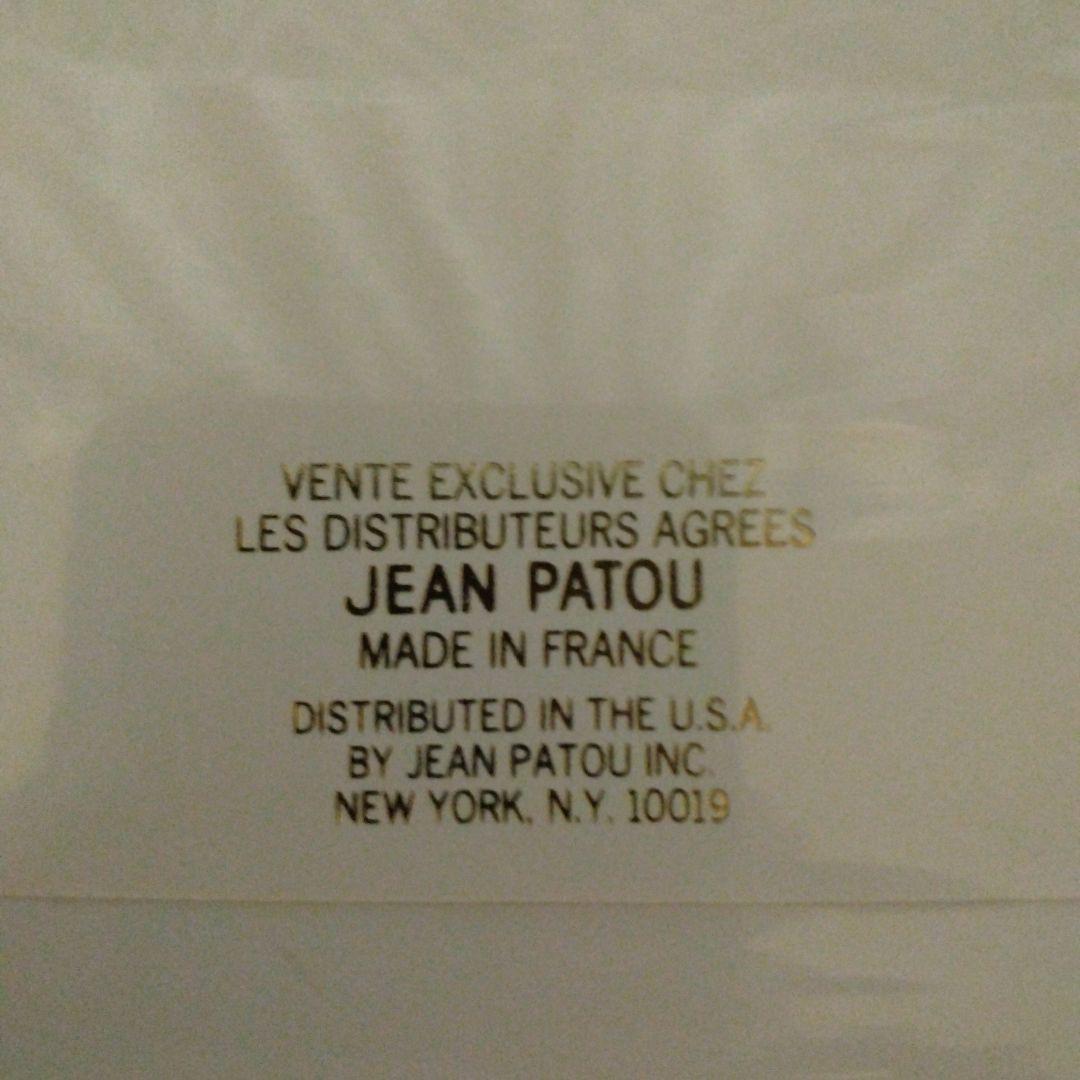 VENTE EXCLUSIVE CHEZ
LES DISTRIBUTEURS AGREES
JEAN PATOU
MADE IN FRANCE
DISTRIBUTED IN THE U.S.A.
BY JEAN PATOU INC.
NEW YORK, N.Y. 10019